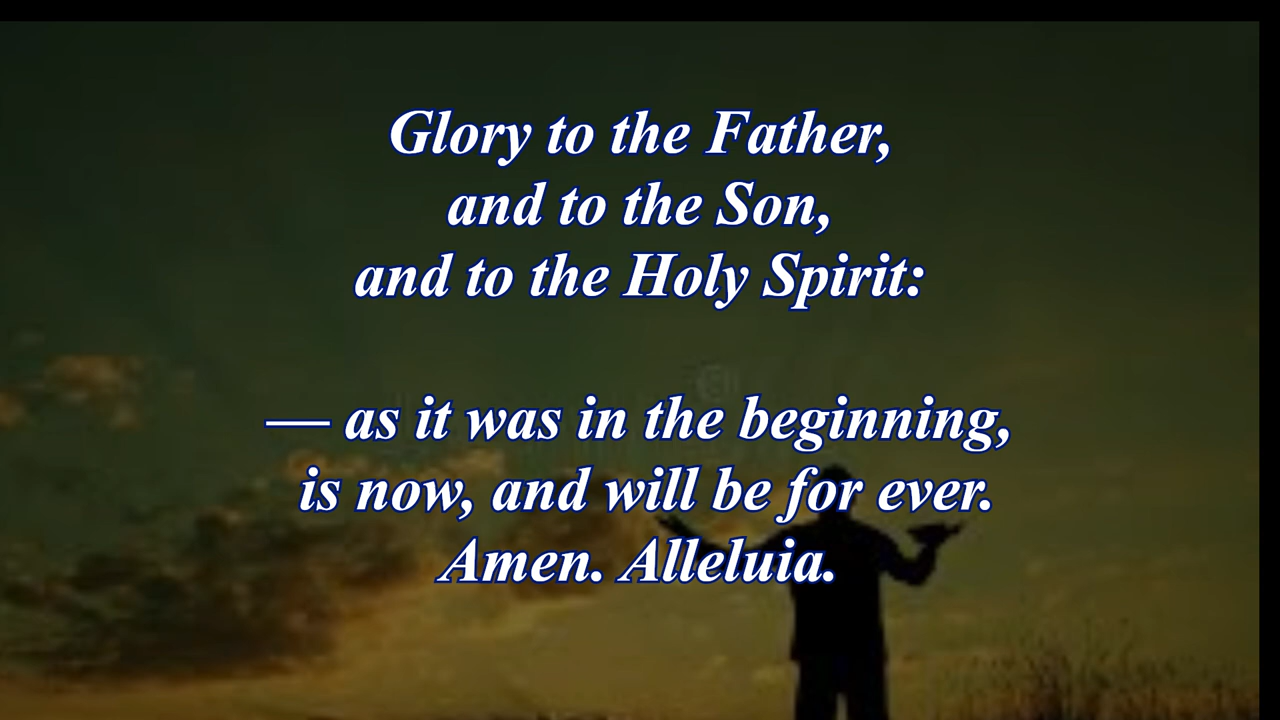 Glory to the Father,
and to the Son,
and to the Holy Spirit:
— as it was in the beginning,
is now, and will be for ever.
Amen. Alleluia.